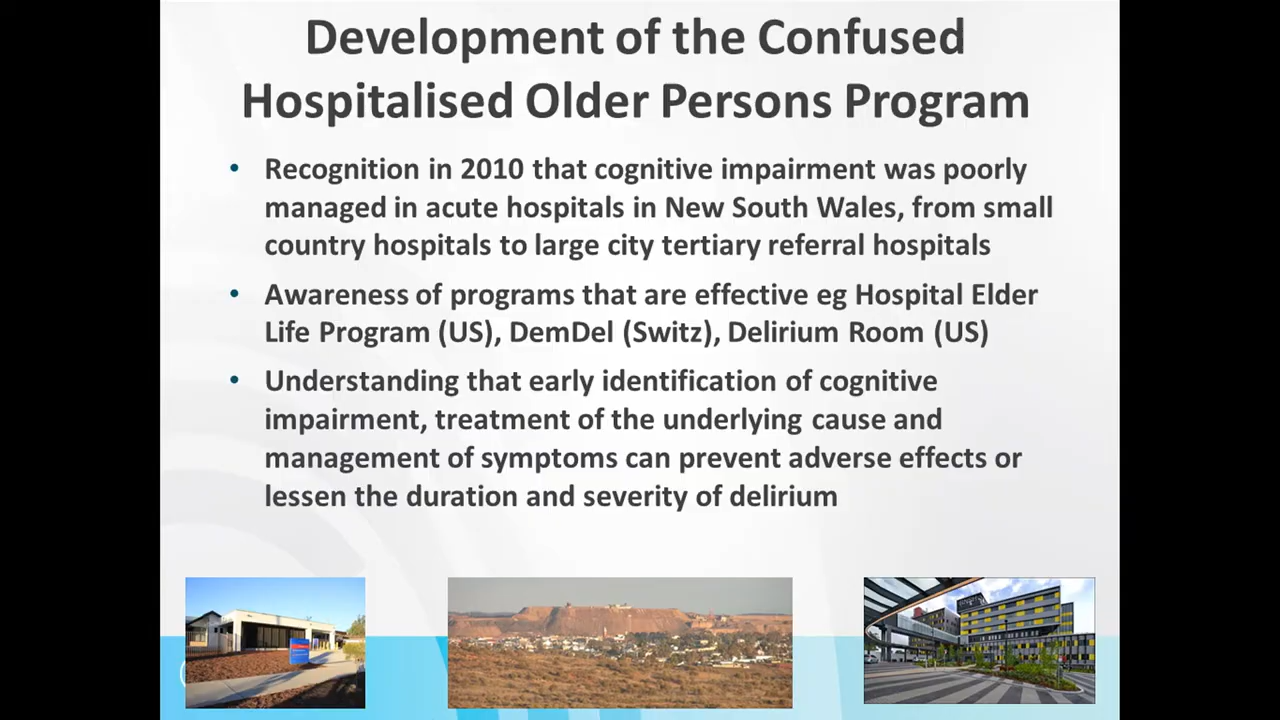 Development of the Confused
Hospitalised Older Persons Program
• Recognition in 2010 that cognitive impairment was poorly
managed in acute hospitals in New South Wales, from small
country hospitals to large city tertiary referral hospitals
• Awareness of programs that are effective eg Hospital Elder
Life Program (US), DemDel (Switz), Delirium Room (US)
• Understanding that early identification of cognitive
impairment, treatment of the underlying cause and
management of symptoms can prevent adverse effects or
lessen the duration and severity of delirium